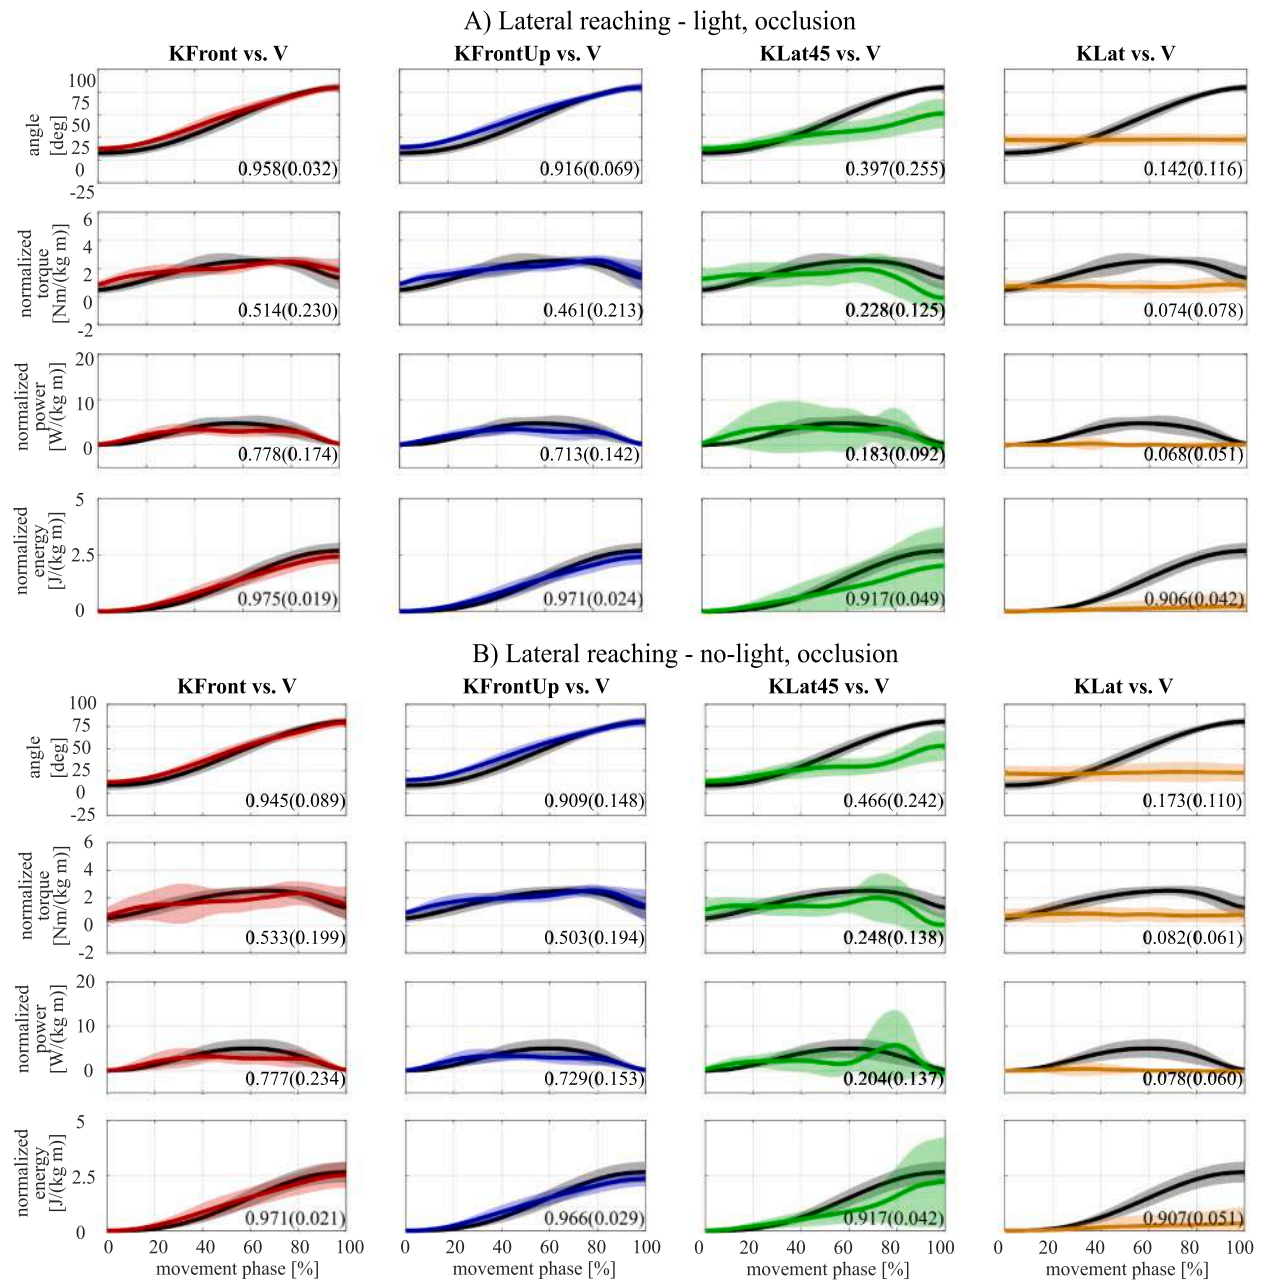 A) Lateral reaching - light, occlusion
KFront vs. V KFrontUp vs. V KLat45 vs. V KLat vs. V
angle
[deg]
100
75
50
25
0
-25
0.958(0.032) 0.916(0.069) 0.397(0.255) 0.142(0.116)
normalized
torque
[Nm/(kg m)]
6
4
2
0
-2
0.514(0.230) 0.461(0.213) 0.228(0.125) 0.074(0.078)
normalized
power
[W/(kg m)]
20
10
0
0.778(0.174) 0.713(0.142) 0.183(0.092) 0.068(0.051)
normalized
energy
[J/(kg m)]
5
2.5
0
0.975(0.019) 0.971(0.024) 0.917(0.049) 0.906(0.042)
B) Lateral reaching - no-light, occlusion
KFront vs. V KFrontUp vs. V KLat45 vs. V KLat vs. V
angle
[deg]
100
75
50
25
0
-25
0.945(0.089) 0.909(0.148) 0.466(0.242) 0.173(0.110)
normalized
torque
[Nm/(kg m)]
6
4
2
0
-2
0.533(0.199) 0.503(0.194) 0.248(0.138) 0.082(0.061)
normalized
power
[W/(kg m)]
20
10
0
0.777(0.234) 0.729(0.153) 0.204(0.137) 0.078(0.060)
normalized
energy
[J/(kg m)]
5
2.5
0
0.971(0.021) 0.966(0.029) 0.917(0.042) 0.907(0.051)
0 20 40 60 80 100 0 20 40 60 80 100 0 20 40 60 80 100 0 20 40 60 80 100
movement phase [%] movement phase [%] movement phase [%] movement phase [%]